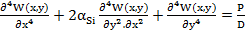 ∂⁴W(x,y)/∂x⁴ + 2α_Si ∂⁴W(x,y)/∂y².∂x² + ∂⁴W(x,y)/∂y⁴ = P/D